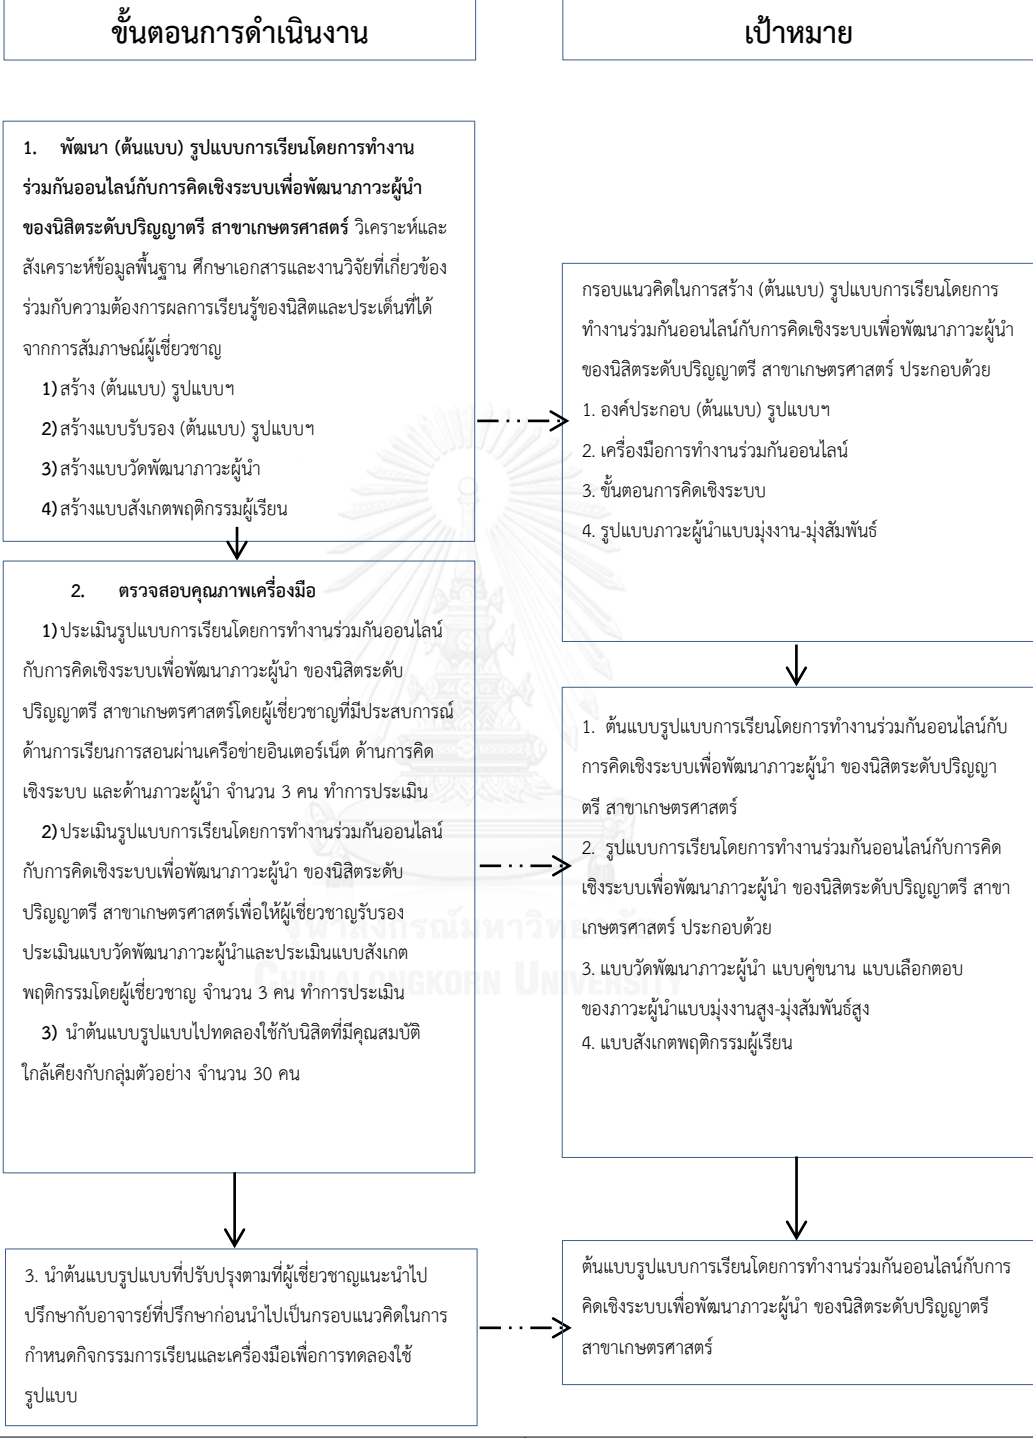 ขั้นตอนการดำเนินงาน
เป้าหมาย
1. พัฒนา (ต้นแบบ) รูปแบบการเรียนโดยการทำงาน
ร่วมกันออนไลน์กับการคิดเชิงระบบเพื่อพัฒนาภาวะผู้นำ
ของนิสิตระดับปริญญาตรี สาขาเกษตรศาสตร์ วิเคราะห์และ
สังเคราะห์ข้อมูลพื้นฐาน ศึกษาเอกสารและงานวิจัยที่เกี่ยวข้อง
ร่วมกับความต้องการผลการเรียนรู้ของนิสิตและประเด็นที่ได้
จากการสัมภาษณ์ผู้เชี่ยวชาญ
1) สร้าง (ต้นแบบ) รูปแบบฯ
2) สร้างแบบรับรอง (ต้นแบบ) รูปแบบฯ
3) สร้างแบบวัดพัฒนาภาวะผู้นำ
4) สร้างแบบสังเกตพฤติกรรมผู้เรียน
กรอบแนวคิดในการสร้าง (ต้นแบบ) รูปแบบการเรียนโดยการ
ทำงานร่วมกันออนไลน์กับการคิดเชิงระบบเพื่อพัฒนาภาวะผู้นำ
ของนิสิตระดับปริญญาตรี สาขาเกษตรศาสตร์ ประกอบด้วย
1. องค์ประกอบ (ต้นแบบ) รูปแบบฯ
2. เครื่องมือการทำงานร่วมกันออนไลน์
3. ขั้นตอนการคิดเชิงระบบ
4. รูปแบบภาวะผู้นำแบบมุ่งงาน-มุ่งสัมพันธ์
2. ตรวจสอบคุณภาพเครื่องมือ
1) ประเมินรูปแบบการเรียนโดยการทำงานร่วมกันออนไลน์
กับการคิดเชิงระบบเพื่อพัฒนาภาวะผู้นำ ของนิสิตระดับ
ปริญญาตรี สาขาเกษตรศาสตร์โดยผู้เชี่ยวชาญที่มีประสบการณ์
ด้านการเรียนการสอนผ่านเครือข่ายอินเตอร์เน็ต ด้านการคิด
เชิงระบบ และด้านภาวะผู้นำ จำนวน 3 คน ทำการประเมิน
2) ประเมินรูปแบบการเรียนโดยการทำงานร่วมกันออนไลน์
กับการคิดเชิงระบบเพื่อพัฒนาภาวะผู้นำ ของนิสิตระดับ
ปริญญาตรี สาขาเกษตรศาสตร์เพื่อให้ผู้เชี่ยวชาญรับรอง
ประเมินแบบวัดพัฒนาภาวะผู้นำและประเมินแบบสังเกต
พฤติกรรมโดยผู้เชี่ยวชาญ จำนวน 3 คน ทำการประเมิน
3) นำต้นแบบรูปแบบไปทดลองใช้กับนิสิตที่มีคุณสมบัติ
ใกล้เคียงกับกลุ่มตัวอย่าง จำนวน 30 คน
1. ต้นแบบรูปแบบการเรียนโดยการทำงานร่วมกันออนไลน์กับ
การคิดเชิงระบบเพื่อพัฒนาภาวะผู้นำ ของนิสิตระดับปริญญา
ตรี สาขาเกษตรศาสตร์
2. รูปแบบการเรียนโดยการทำงานร่วมกันออนไลน์กับการคิด
เชิงระบบเพื่อพัฒนาภาวะผู้นำ ของนิสิตระดับปริญญาตรี สาขา
เกษตรศาสตร์ ประกอบด้วย
3. แบบวัดพัฒนาภาวะผู้นำ แบบคู่ขนาน แบบเลือกตอบ
ของภาวะผู้นำแบบมุ่งงานสูง-มุ่งสัมพันธ์สูง
4. แบบสังเกตพฤติกรรมผู้เรียน
จุฬาลงกรณ์มหาวิทยาลัย
CHULALONGKORN UNIVERSITY
3. นำต้นแบบรูปแบบที่ปรับปรุงตามที่ผู้เชี่ยวชาญแนะนำไป
ปรึกษากับอาจารย์ที่ปรึกษาก่อนนำไปเป็นกรอบแนวคิดในการ
กำหนดกิจกรรมการเรียนและเครื่องมือเพื่อการทดลองใช้
รูปแบบ
ต้นแบบรูปแบบการเรียนโดยการทำงานร่วมกันออนไลน์กับการ
คิดเชิงระบบเพื่อพัฒนาภาวะผู้นำ ของนิสิตระดับปริญญาตรี
สาขาเกษตรศาสตร์